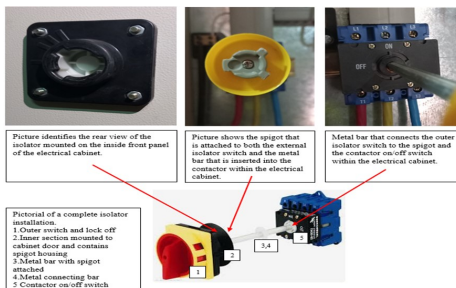 L1
L2
L3
ON
OFF
T1
Picture identifies the rear view of the
isolator mounted on the inside front panel
of the electrical cabinet.
Picture shows the spigot that
is attached to both the external
isolator switch and the metal
bar that is inserted into the
contactor within the electrical
cabinet.
Metal bar that connects the outer
isolator switch to the spigot and
the contactor on/off switch
within the electrical cabinet.
Pictorial of a complete isolator
installation.
1.Outer switch and lock off
2.Inner section mounted to
cabinet door and contains
spigot housing
3.Metal bar with spigot
attached
4.Metal connecting bar
5 Contactor on/off switch
1
2
3,4
5